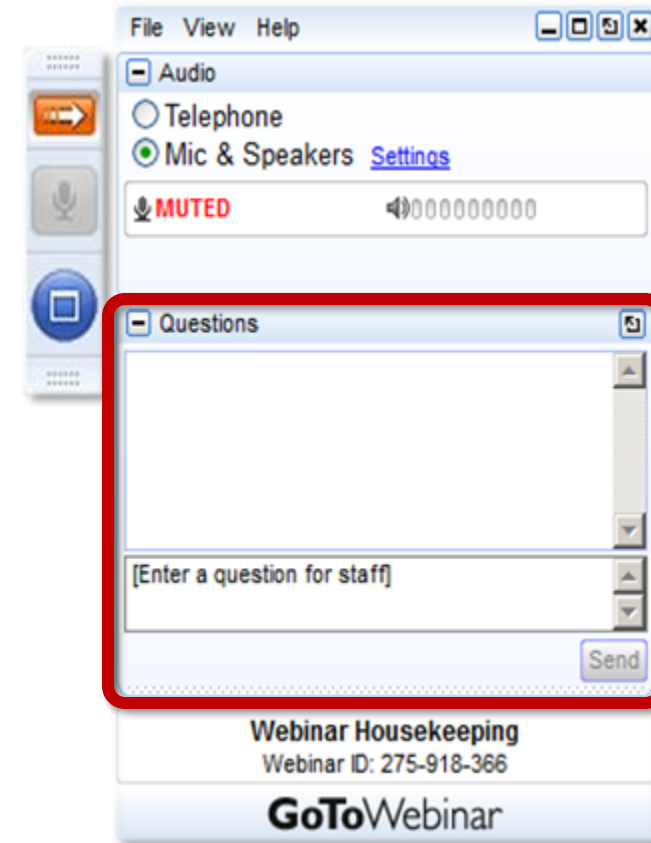 File View Help
Audio
Telephone
Mic & Speakers Settings
MUTED
Questions
[Enter a question for staff]
Send
Webinar Housekeeping
Webinar ID: 275-918-366
GoToWebinar